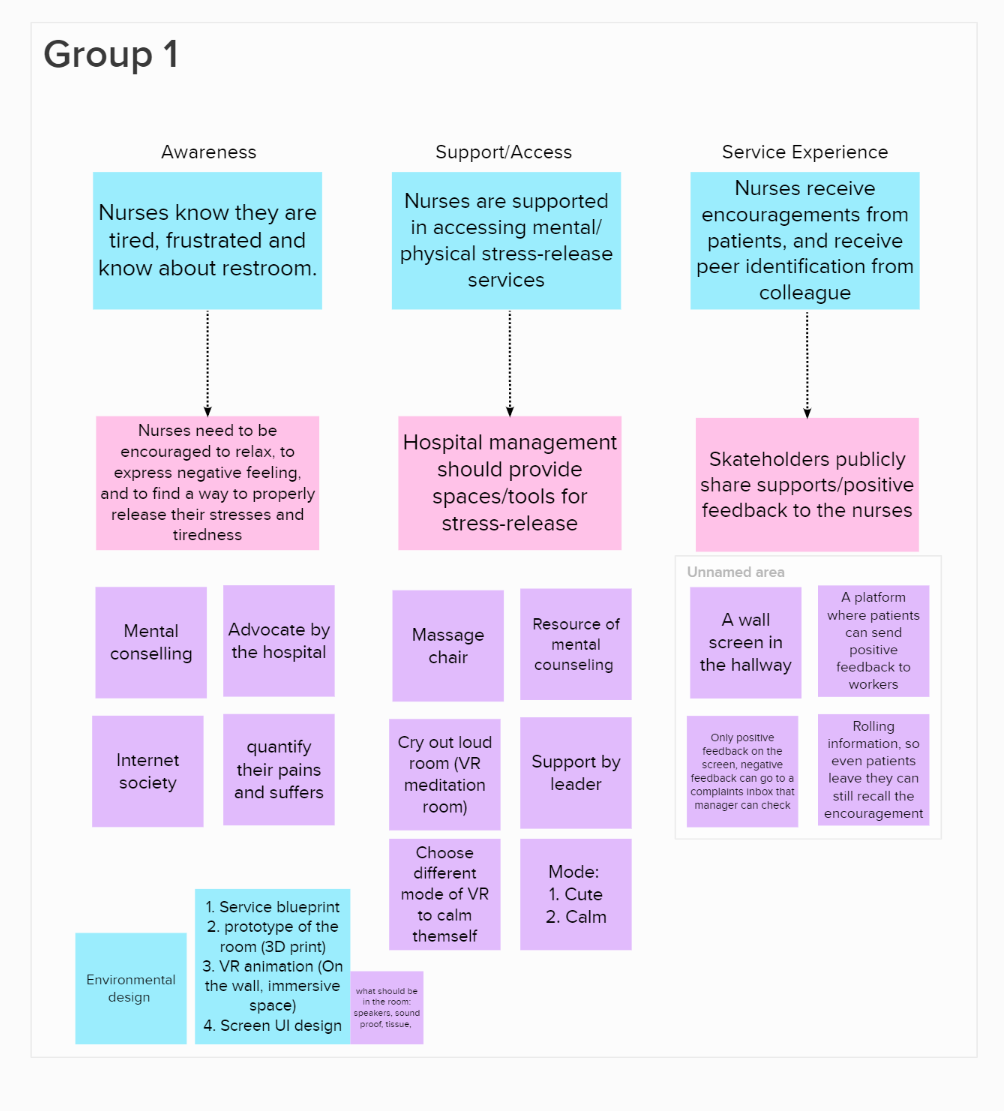 Group 1
Awareness
Nurses know they are
tired, frustrated and
know about restroom.
Nurses need to be
encouraged to relax, to
express negative feeling,
and to find a way to properly
release their stresses and
tiredness
Mental
conselling
Advocate by
the hospital
Internet
society
quantify
their pains
and suffers
Support/Access
Nurses are supported
in accessing mental/
physical stress-release
services
Hospital management
should provide
spaces/tools for
stress-release
Massage
chair
Resource of
mental
counseling
Cry out loud
room (VR
meditation
room)
Support by
leader
Choose
different
mode of VR
to calm
themself
Mode:
1. Cute
2. Calm
Service Experience
Nurses receive
encouragements from
patients, and receive
peer identification from
colleague
Skateholders publicly
share supports/positive
feedback to the nurses
Unnamed area
A wall
screen in
the hallway
A platform
where patients
can send
positive
feedback to
workers
Only positive
feedback on the
screen, negative
feedback can go to a
complaints inbox that
manager can check
Rolling
information, so
even patients
leave they can
still recall the
encouragement
Environmental
design
1. Service blueprint
2. prototype of the
room (3D print)
3. VR animation (On
the wall, immersive
space)
4. Screen UI design
what should be
in the room:
speakers, sound
proof, tissue,